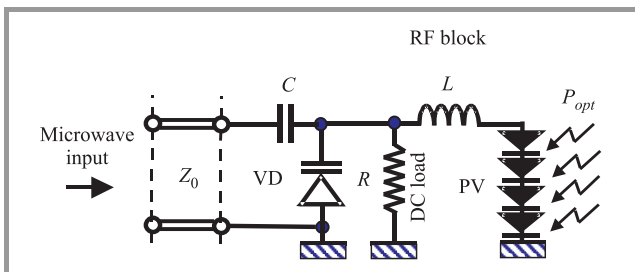 RF block
C
L
P_opt
Microwave
input
Z_0
VD
R
DC load
PV